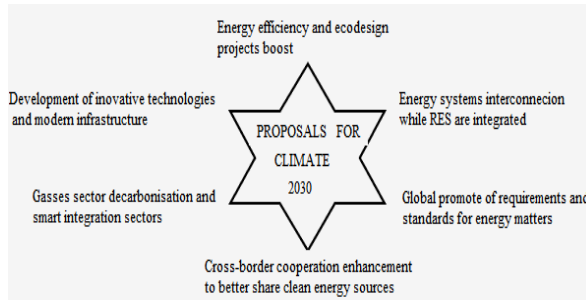 Energy efficiency and ecodesign
projects boost
Development of inovative technologies
and modern infrastructure
Energy systems interconnecion
while RES are integrated
PROPOSALS FOR
CLIMATE
2030
Gasses sector decarbonisation and
smart integration sectors
Global promote of requirements and
standards for energy matters
Cross-border cooperation enhancement
to better share clean energy sources